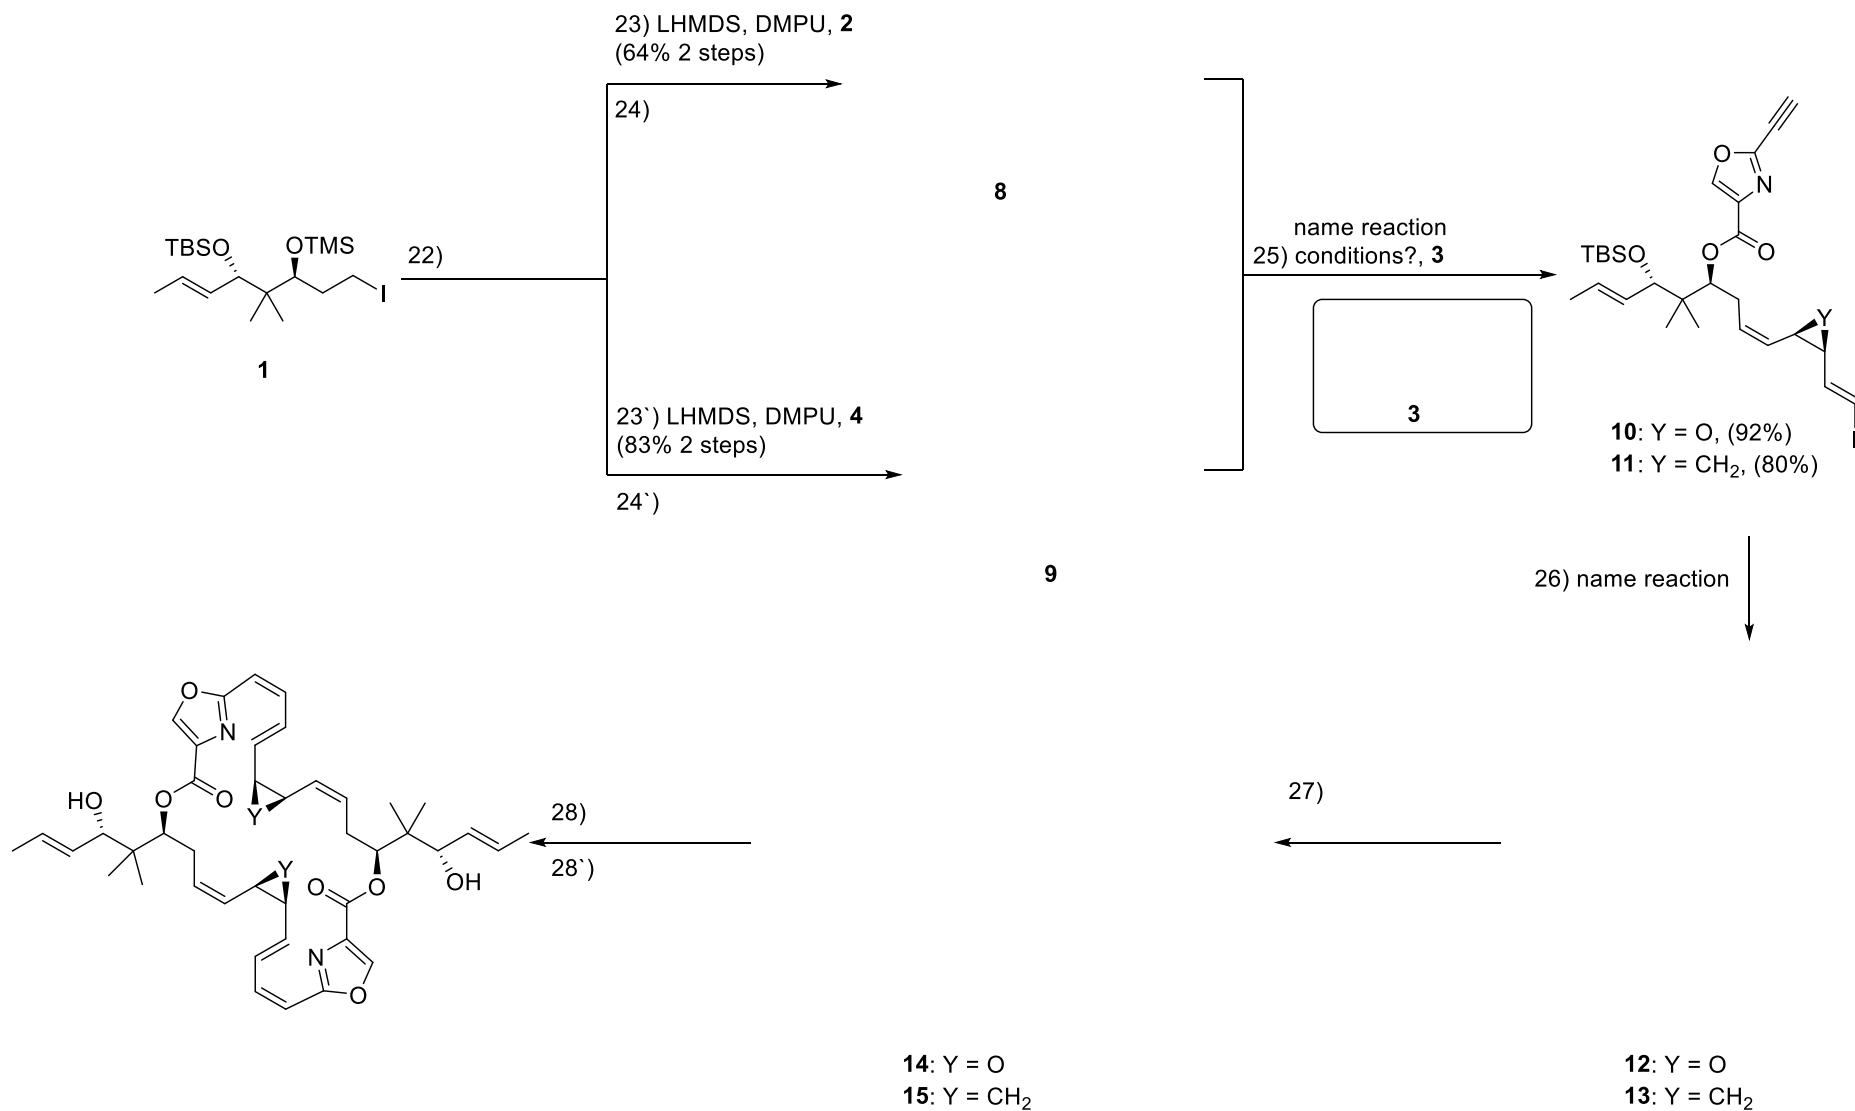 23) LHMDS, DMPU, 2
(64% 2 steps)
24)
8
TBSO
OTMS
I
1
22)
23`) LHMDS, DMPU, 4
(83% 2 steps)
24`)
9
name reaction
25) conditions?, 3
3
O
N
TBSO
O
O
Y
I
10: Y = O, (92%)
11: Y = CH2, (80%)
26) name reaction
O
N
HO
O
O
Y
Y
OH
O
O
N
O
28)
28`)
27)
14: Y = O
15: Y = CH2
12: Y = O
13: Y = CH2